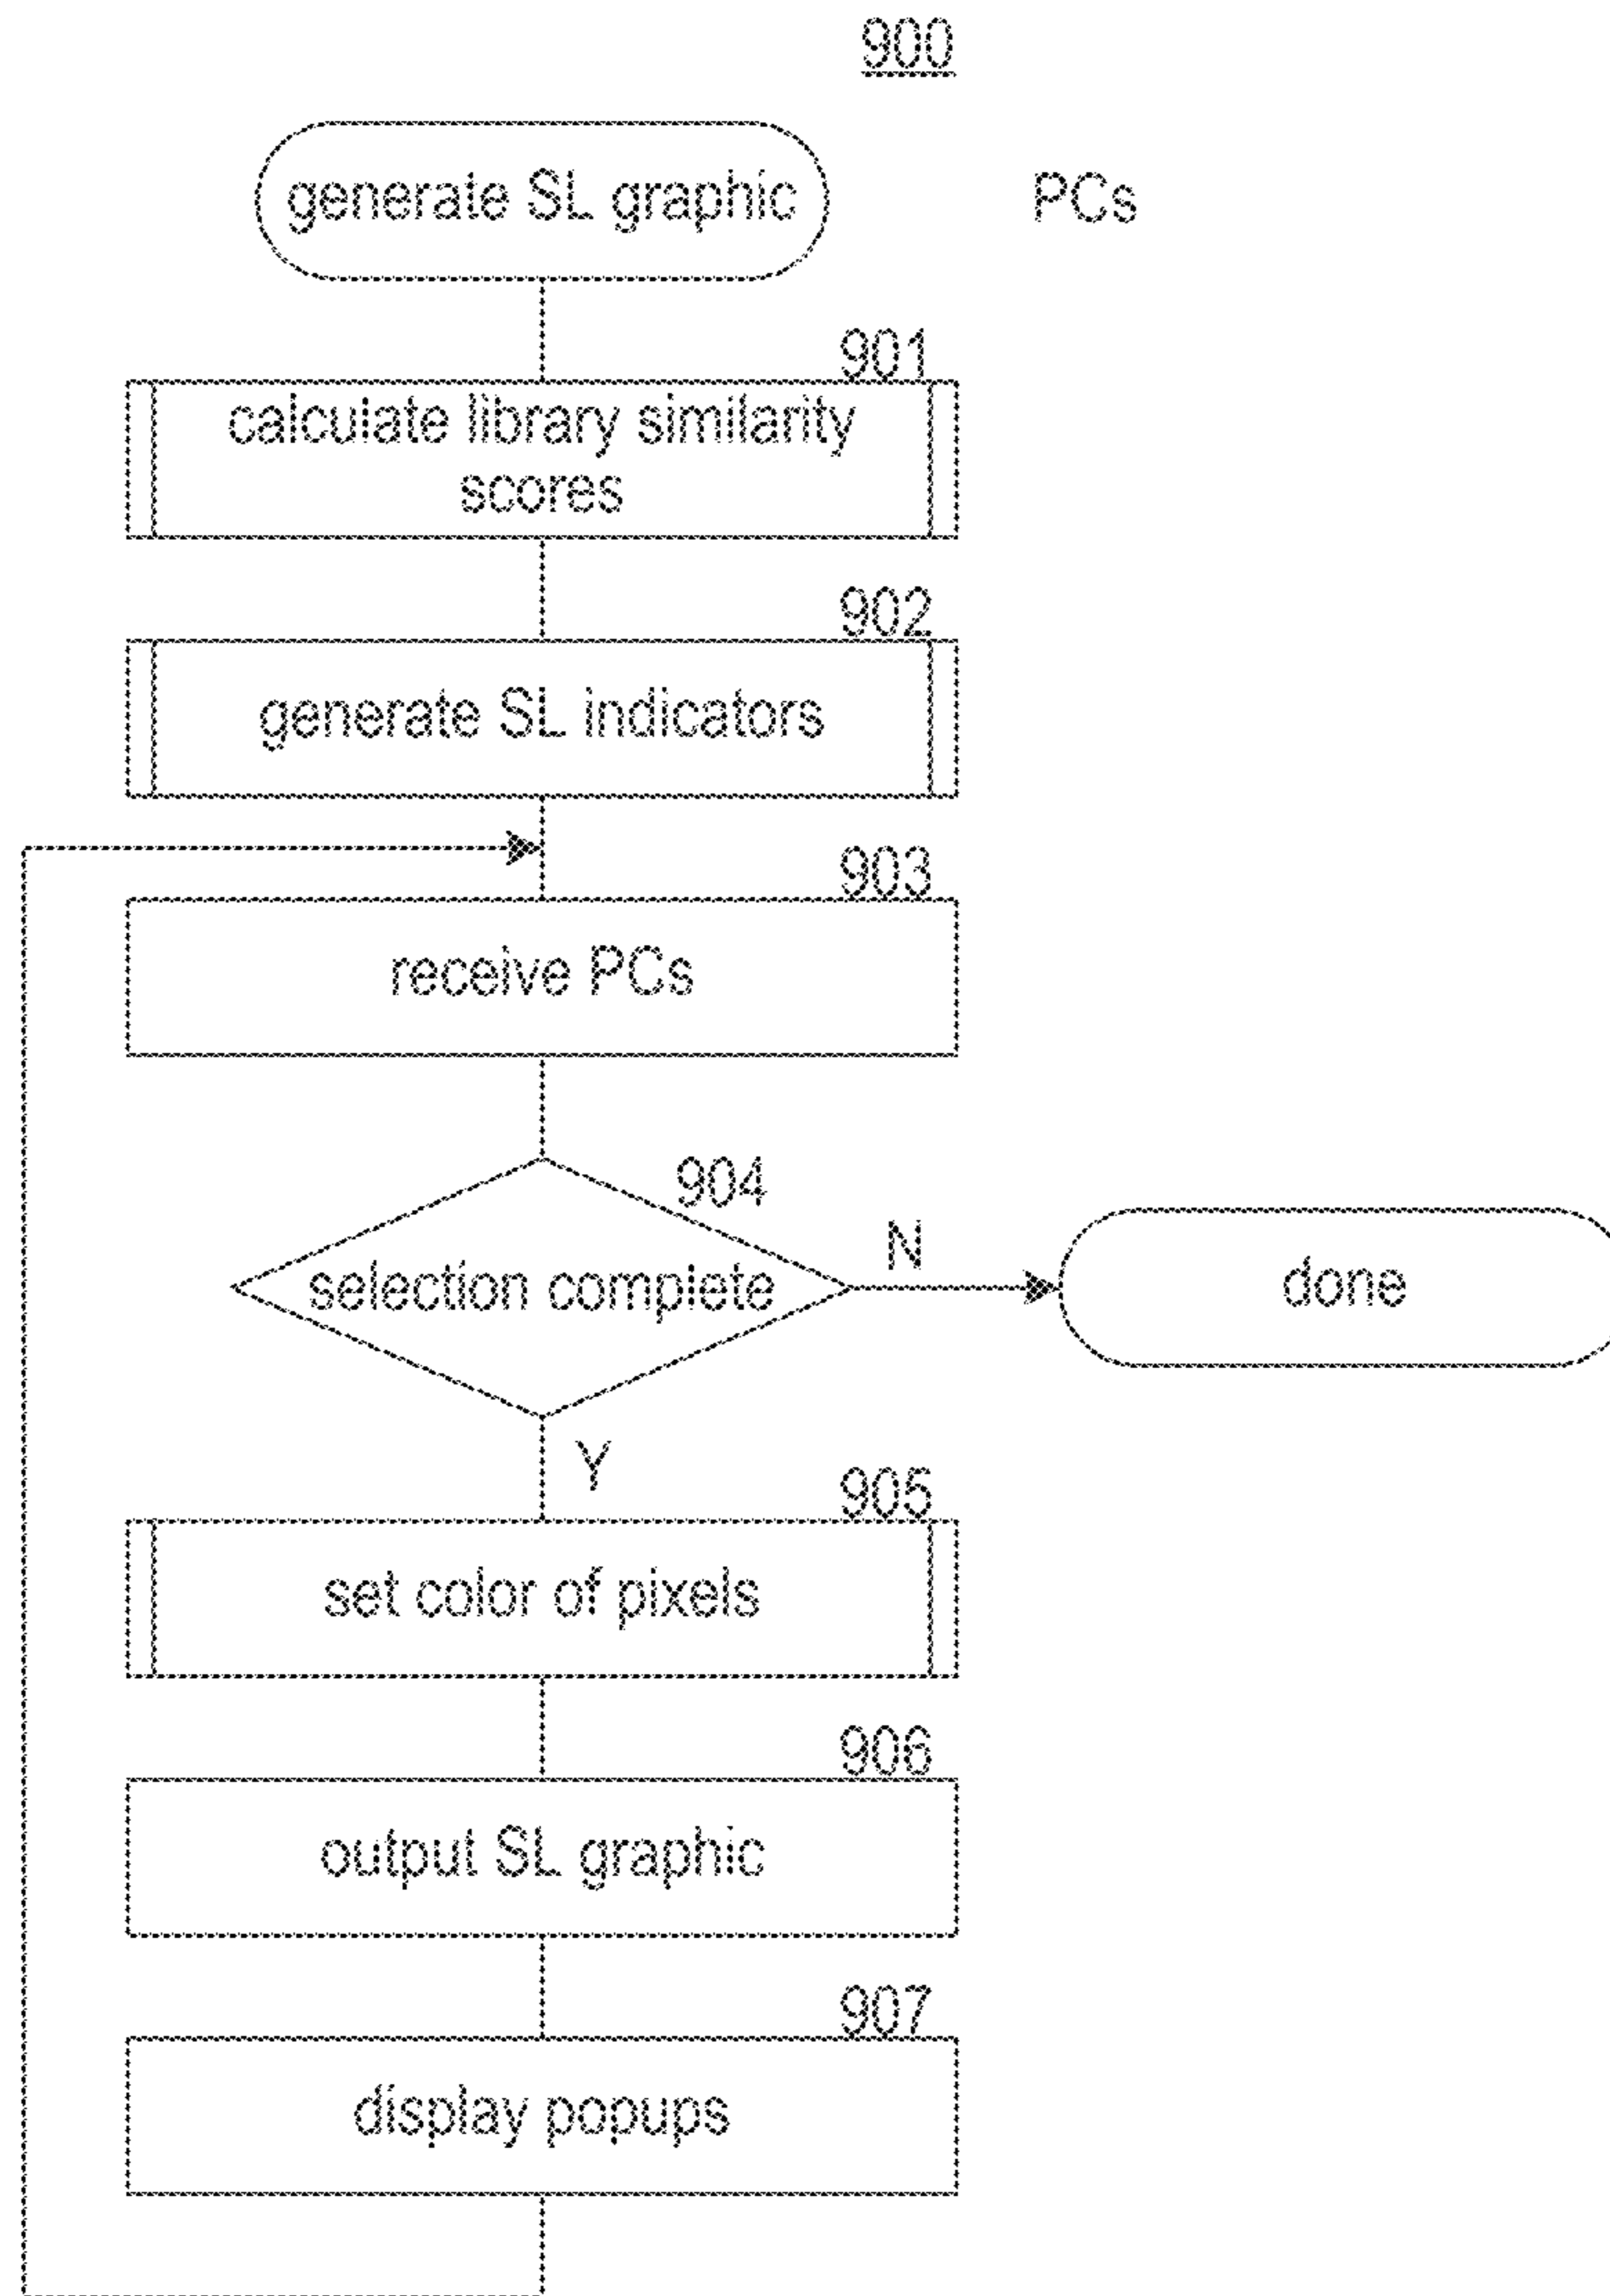 900
generate SL graphic
PCs
901
calculate library similarity
scores
902
generate SL indicators
903
receive PCs
904
selection complete
N
done
Y
905
set color of pixels
906
output SL graphic
907
display popups